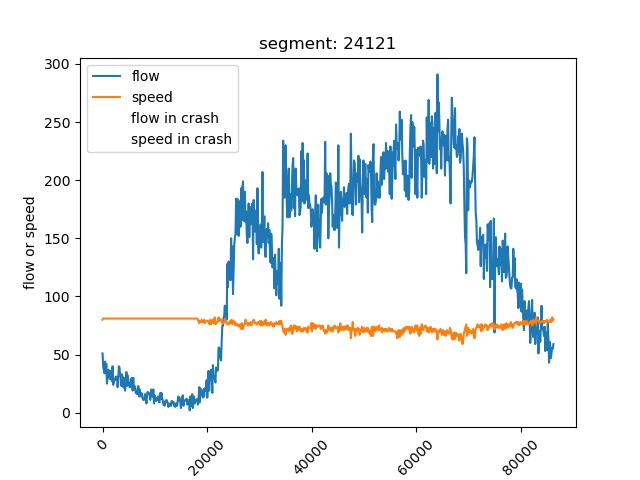 segment: 24121
flow
speed
flow in crash
speed in crash
flow or speed
300
250
200
150
100
50
0
0
20000
40000
60000
80000